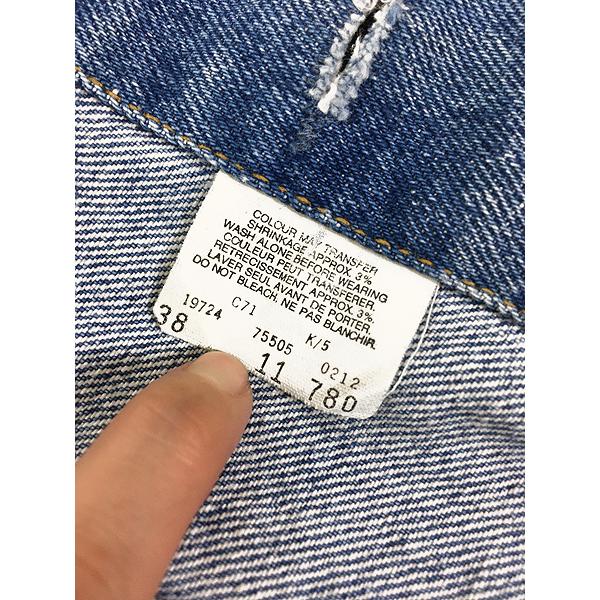 COLOUR MAY TRANSFER
SHRINKAGE APPROX. 3%
WASH ALONE BEFORE WEARING
COULEUR PEUT TRANSFERER.
RETRECISSEMENT APPROX. 3%
LAVER SEUL AVANT DE PORTER.
DO NOT BLEACH. NE PAS BLANCHIR.
19724 C71 K/5
38 75505 0212
11 780